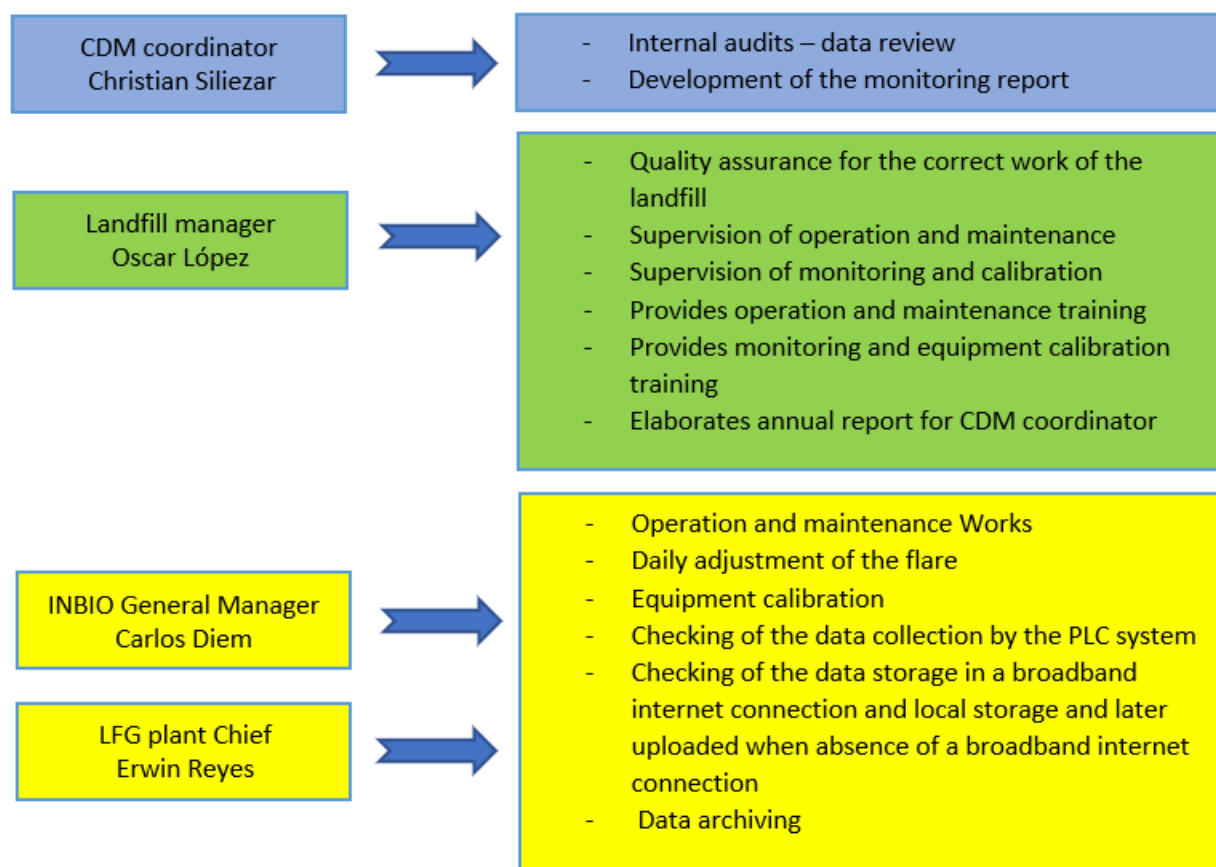 CDM coordinator
Christian Siliezar
- Internal audits – data review
- Development of the monitoring report
Landfill manager
Oscar López
- Quality assurance for the correct work of the
landfill
- Supervision of operation and maintenance
- Supervision of monitoring and calibration
- Provides operation and maintenance training
- Provides monitoring and equipment calibration
training
- Elaborates annual report for CDM coordinator
INBIO General Manager
Carlos Diem
LFG plant Chief
Erwin Reyes
- Operation and maintenance Works
- Daily adjustment of the flare
- Equipment calibration
- Checking of the data collection by the PLC system
- Checking of the data storage in a broadband
internet connection and local storage and later
uploaded when absence of a broadband internet
connection
- Data archiving